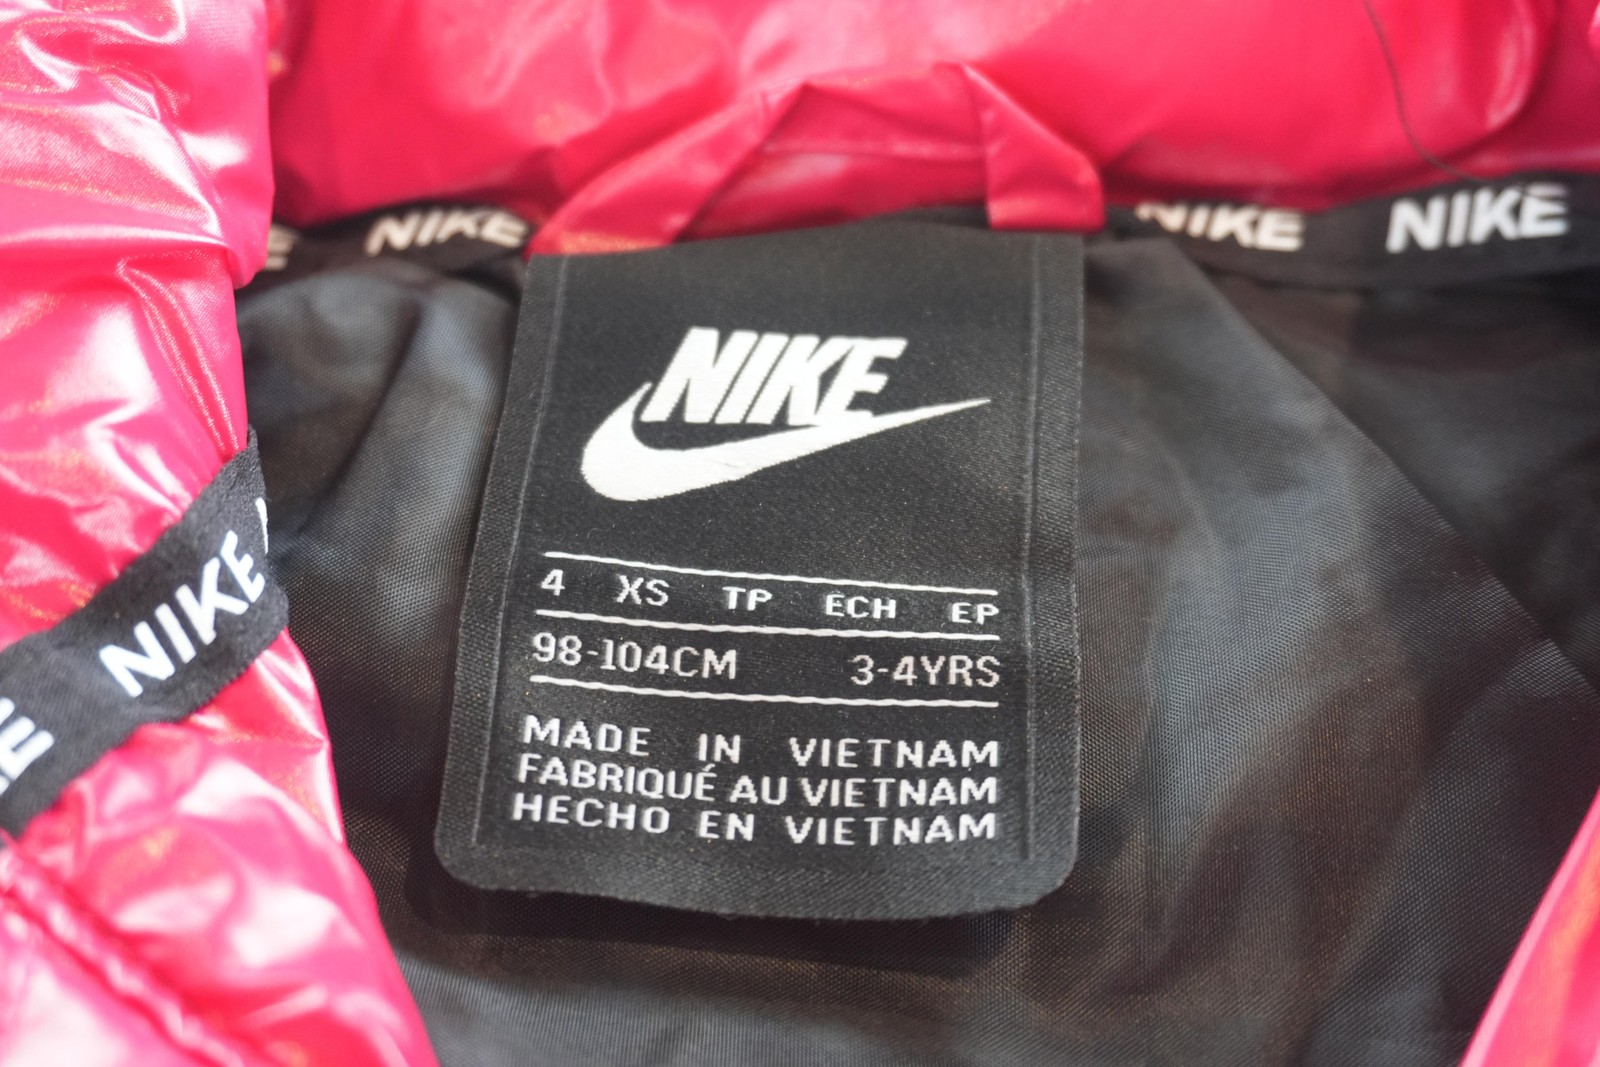 NIKE
NIKE
NIKE
NIKE
4 XS TP ECH EP
98-104CM 3-4YRS
MADE IN VIETNAM
FABRIQUÉ AU VIETNAM
HECHO EN VIETNAM
NIKE